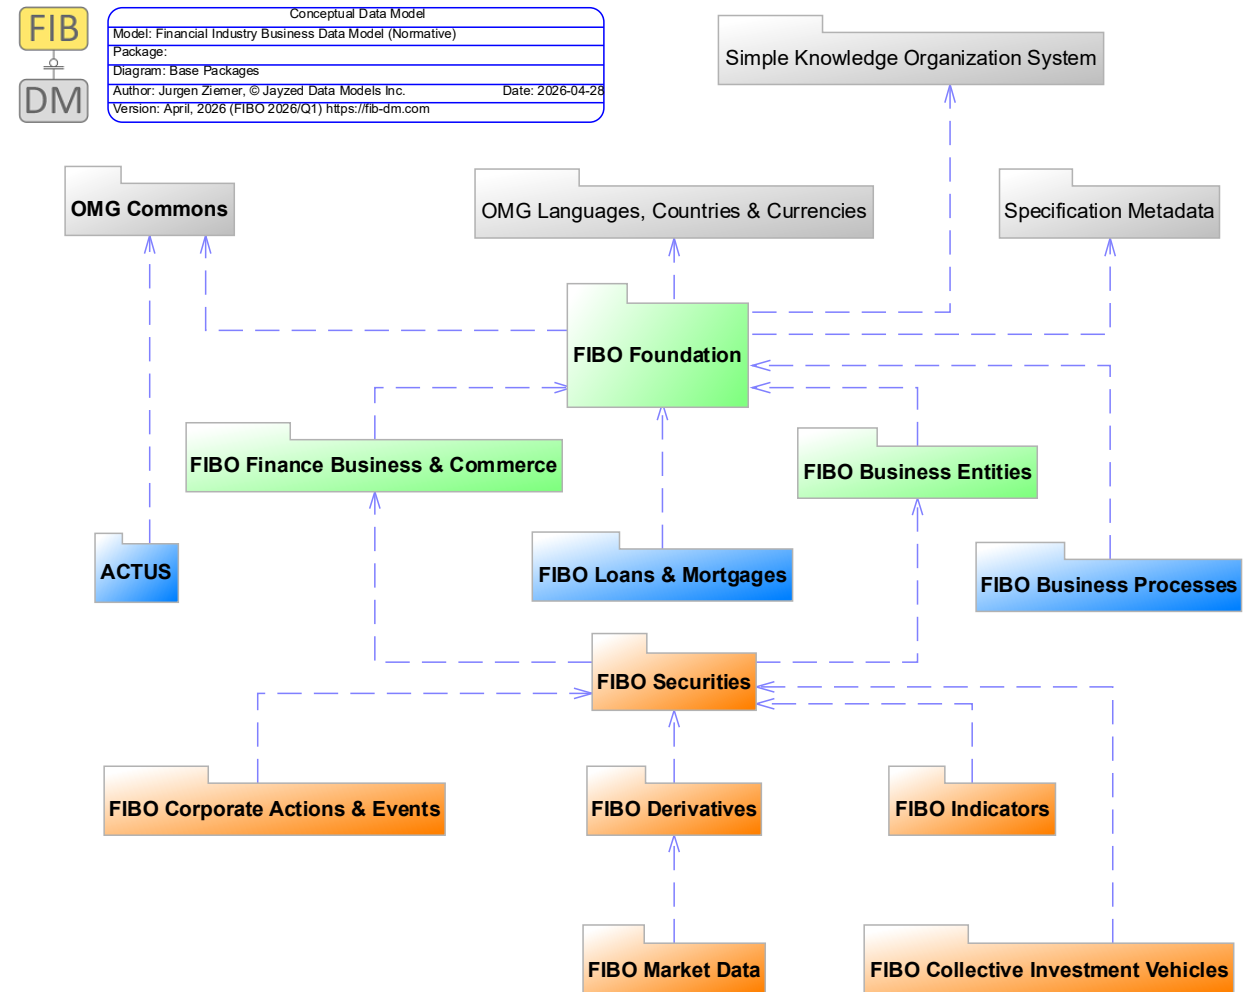 FIB
DM
Conceptual Data Model
Model: Financial Industry Business Data Model (Normative)
Package:
Diagram: Base Packages
Author: Jurgen Ziemer, © Jayzed Data Models Inc. Date: 2026-04-28
Version: April, 2026 (FIBO 2026/Q1) https://fib-dm.com
Simple Knowledge Organization System
OMG Commons
OMG Languages, Countries & Currencies
Specification Metadata
FIBO Foundation
FIBO Finance Business & Commerce
FIBO Business Entities
ACTUS
FIBO Loans & Mortgages
FIBO Business Processes
FIBO Securities
FIBO Corporate Actions & Events
FIBO Derivatives
FIBO Indicators
FIBO Market Data
FIBO Collective Investment Vehicles